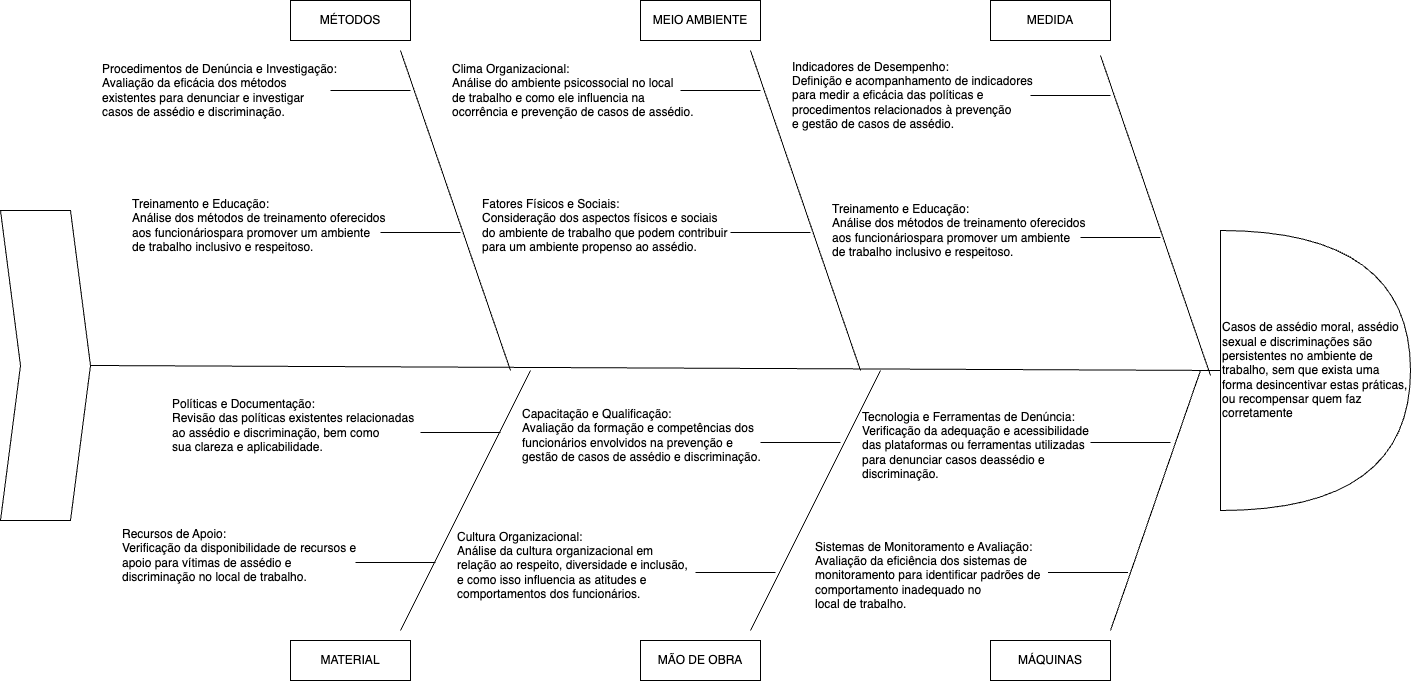 MÉTODOS
MEIO AMBIENTE
MEDIDA
Procedimentos de Denúncia e Investigação:
Avaliação da eficácia dos métodos
existentes para denunciar e investigar
casos de assédio e discriminação.
Clima Organizacional:
Análise do ambiente psicossocial no local
de trabalho e como ele influencia na
ocorrência e prevenção de casos de assédio.
Indicadores de Desempenho:
Definição e acompanhamento de indicadores
para medir a eficácia das políticas e
procedimentos relacionados à prevenção
e gestão de casos de assédio.
Treinamento e Educação:
Análise dos métodos de treinamento oferecidos
aos funcionáriospara promover um ambiente
de trabalho inclusivo e respeitoso.
Fatores Físicos e Sociais:
Consideração dos aspectos físicos e sociais
do ambiente de trabalho que podem contribuir
para um ambiente propenso ao assédio.
Treinamento e Educação:
Análise dos métodos de treinamento oferecidos
aos funcionáriospara promover um ambiente
de trabalho inclusivo e respeitoso.
Casos de assédio moral, assédio
sexual e discriminações são
persistentes no ambiente de
trabalho, sem que exista uma
forma desincentivar estas práticas,
ou recompensar quem faz
corretamente
Políticas e Documentação:
Revisão das políticas existentes relacionadas
ao assédio e discriminação, bem como
sua clareza e aplicabilidade.
Capacitação e Qualificação:
Avaliação da formação e competências dos
funcionários envolvidos na prevenção e
gestão de casos de assédio e discriminação.
Tecnologia e Ferramentas de Denúncia:
Verificação da adequação e acessibilidade
das plataformas ou ferramentas utilizadas
para denunciar casos deassédio e
discriminação.
Recursos de Apoio:
Verificação da disponibilidade de recursos e
apoio para vítimas de assédio e
discriminação no local de trabalho.
Cultura Organizacional:
Análise da cultura organizacional em
relação ao respeito, diversidade e inclusão,
e como isso influencia as atitudes e
comportamentos dos funcionários.
Sistemas de Monitoramento e Avaliação:
Avaliação da eficiência dos sistemas de
monitoramento para identificar padrões de
comportamento inadequado no
local de trabalho.
MATERIAL
MÃO DE OBRA
MÁQUINAS